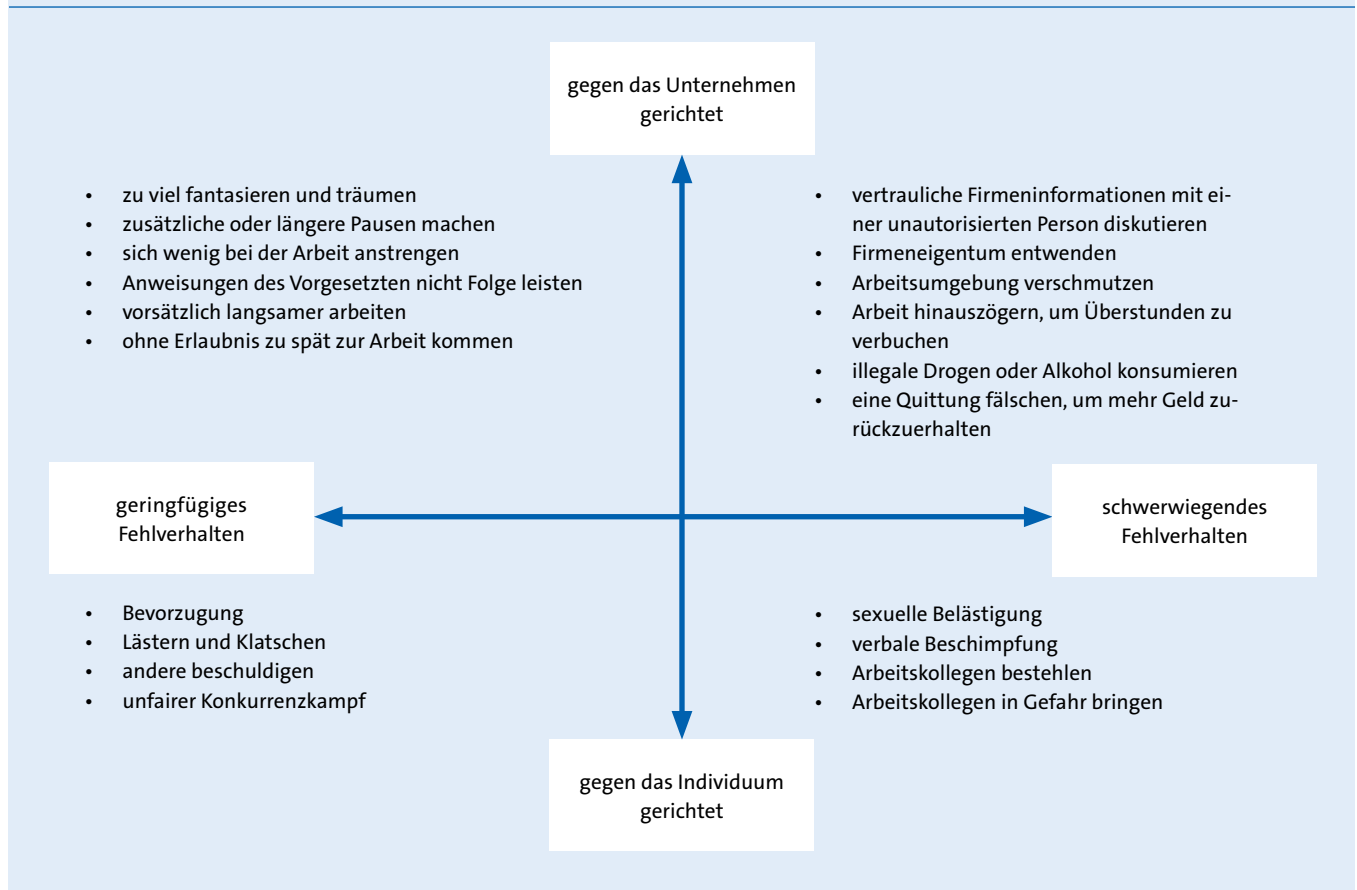 gegen das Unternehmen
gerichtet
• zu viel fantasieren und träumen
• zusätzliche oder längere Pausen machen
• sich wenig bei der Arbeit anstrengen
• Anweisungen des Vorgesetzten nicht Folge leisten
• vorsätzlich langsamer arbeiten
• ohne Erlaubnis zu spät zur Arbeit kommen
• vertrauliche Firmeninformationen mit ei-
ner unautorisierten Person diskutieren
• Firmeneigentum entwenden
• Arbeitsumgebung verschmutzen
• Arbeit hinauszögern, um Überstunden zu
verbuchen
• illegale Drogen oder Alkohol konsumieren
• eine Quittung fälschen, um mehr Geld zu-
rückzuerhalten
geringfügiges
Fehlverhalten
schwerwiegendes
Fehlverhalten
• Bevorzugung
• Lästern und Klatschen
• andere beschuldigen
• unfairer Konkurrenzkampf
• sexuelle Belästigung
• verbale Beschimpfung
• Arbeitskollegen bestehlen
• Arbeitskollegen in Gefahr bringen
gegen das Individuum
gerichtet